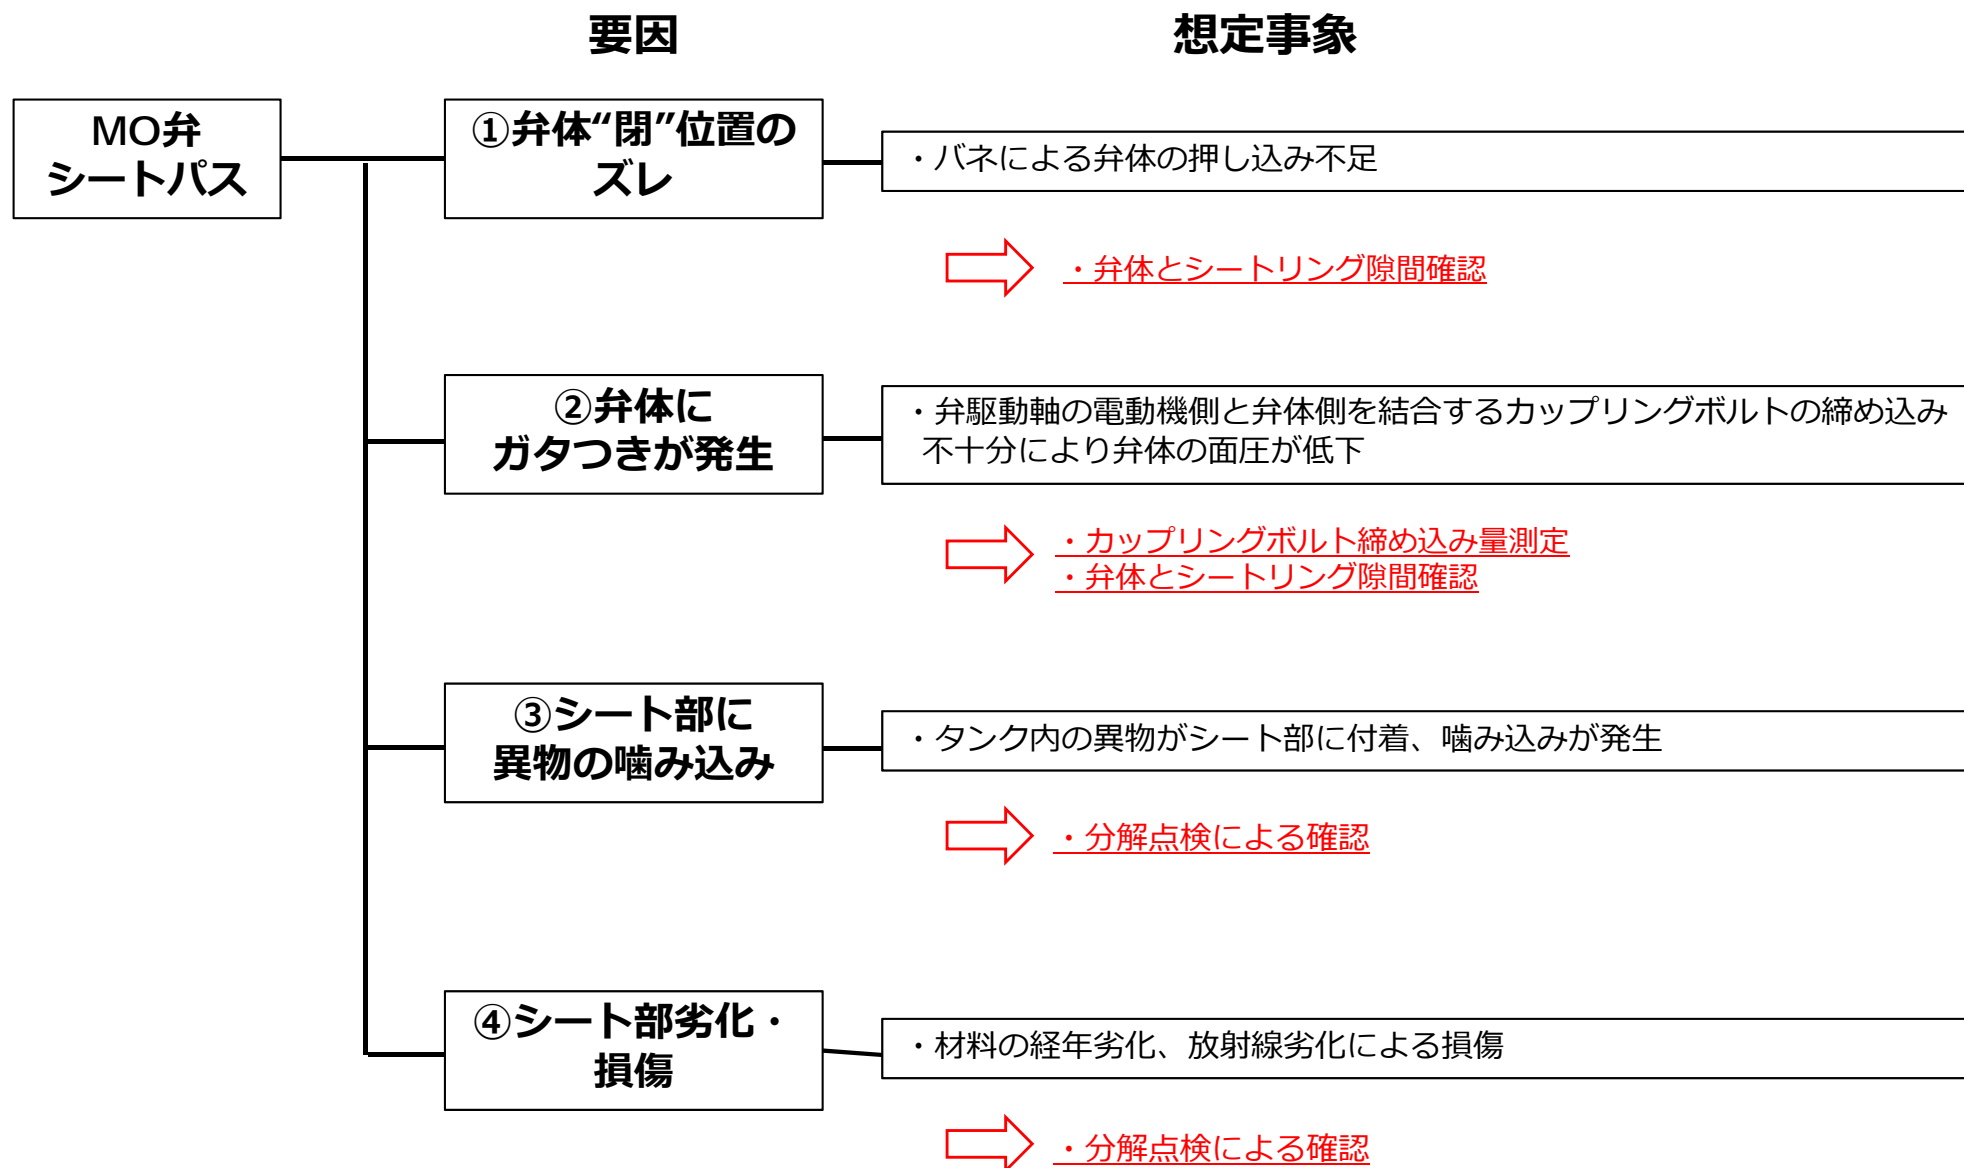 要因
想定事象
MO弁
シートパス
①弁体“閉”位置の
ズレ
・バネによる弁体の押し込み不足
・弁体とシートリング隙間確認
②弁体に
ガタつきが発生
・弁駆動軸の電動機側と弁体側を結合するカップリングボルトの締め込み
不十分により弁体の面圧が低下
・カップリングボルト締め込み量測定
・弁体とシートリング隙間確認
③シート部に
異物の噛み込み
・タンク内の異物がシート部に付着、噛み込みが発生
・分解点検による確認
④シート部劣化・
損傷
・材料の経年劣化、放射線劣化による損傷
・分解点検による確認